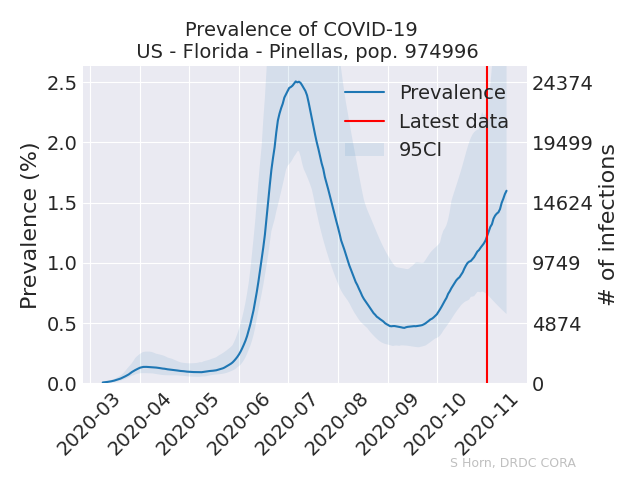 Prevalence of COVID-19
US - Florida - Pinellas, pop. 974996
Prevalence
Latest data
95CI
Prevalence (%)
2.5
2.0
1.5
1.0
0.5
0.0
24374
19499
14624
9749
4874
0
# of infections
2020-03
2020-04
2020-05
2020-06
2020-07
2020-08
2020-09
2020-10
2020-11
S Horn, DRDC CORA